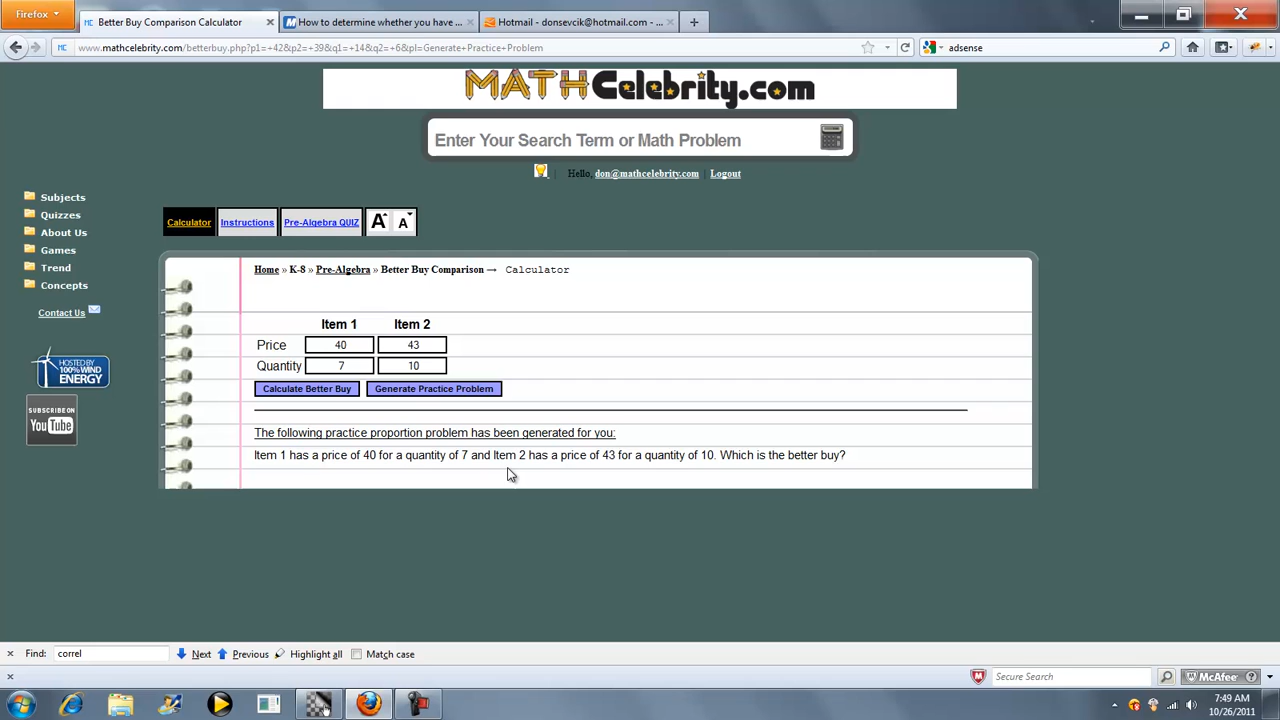 Firefox
Better Buy Comparison Calculator
How to determine whether you have ...
Hotmail - donsevcik@hotmail.com - ...
www.mathcelebrity.com/betterbuy.php?p1=+42&p2=+39&q1=+14&q2=+6&pl=Generate+Practice+Problem
adsense
MATHCelebrity.com
Enter Your Search Term or Math Problem
Hello, don@mathcelebrity.com | Logout
Subjects
Quizzes
About Us
Games
Trend
Concepts
Contact Us
HOSTED BY
100% WIND
ENERGY
SUBSCRIBE ON
YouTube
Calculator
Instructions
Pre-Algebra QUIZ
A
A
Home » K-8 » Pre-Algebra » Better Buy Comparison → Calculator
Item 1 Item 2
Price 40 43
Quantity 7 10
Calculate Better Buy Generate Practice Problem
The following practice proportion problem has been generated for you:
Item 1 has a price of 40 for a quantity of 7 and Item 2 has a price of 43 for a quantity of 10. Which is the better buy?
Find: correl Next Previous Highlight all Match case
Secure Search McAfee
7:49 AM
10/26/2011